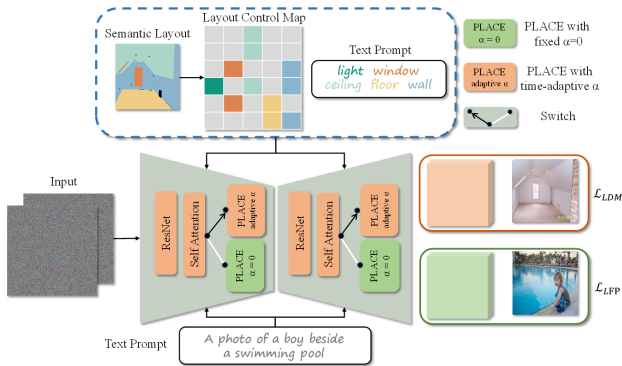 Semantic Layout
Layout Control Map
Text Prompt
light window
ceiling floor wall
PLACE
α = 0
PLACE with
fixed α=0
PLACE
adaptive α
PLACE with
time-adaptive α
Switch
Input
ResNet
Self Attention
PLACE
adaptive α
PLACE
α = 0
ResNet
Self Attention
PLACE
adaptive α
PLACE
α = 0
ℒLDM
ℒLFP
Text Prompt
A photo of a boy beside
a swimming pool